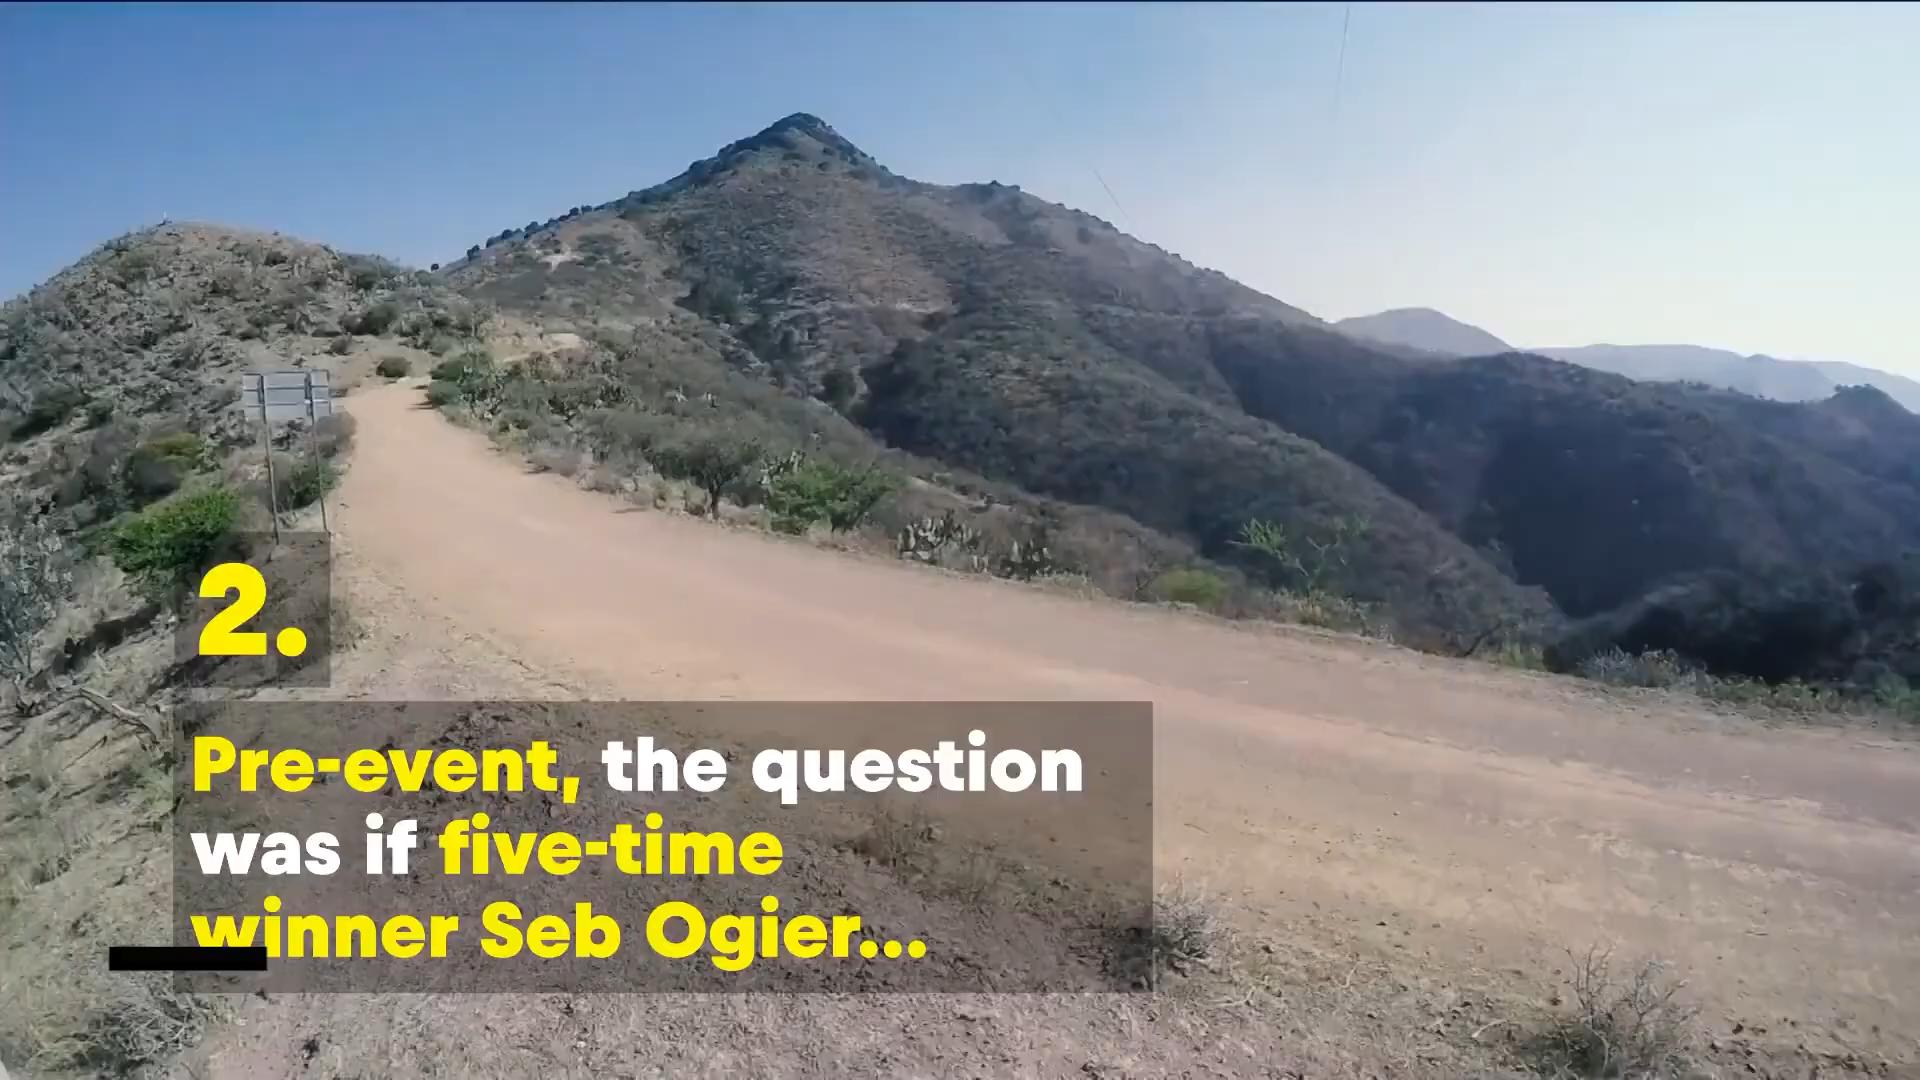 2.
Pre-event, the question
was if five-time
winner Seb Ogier...